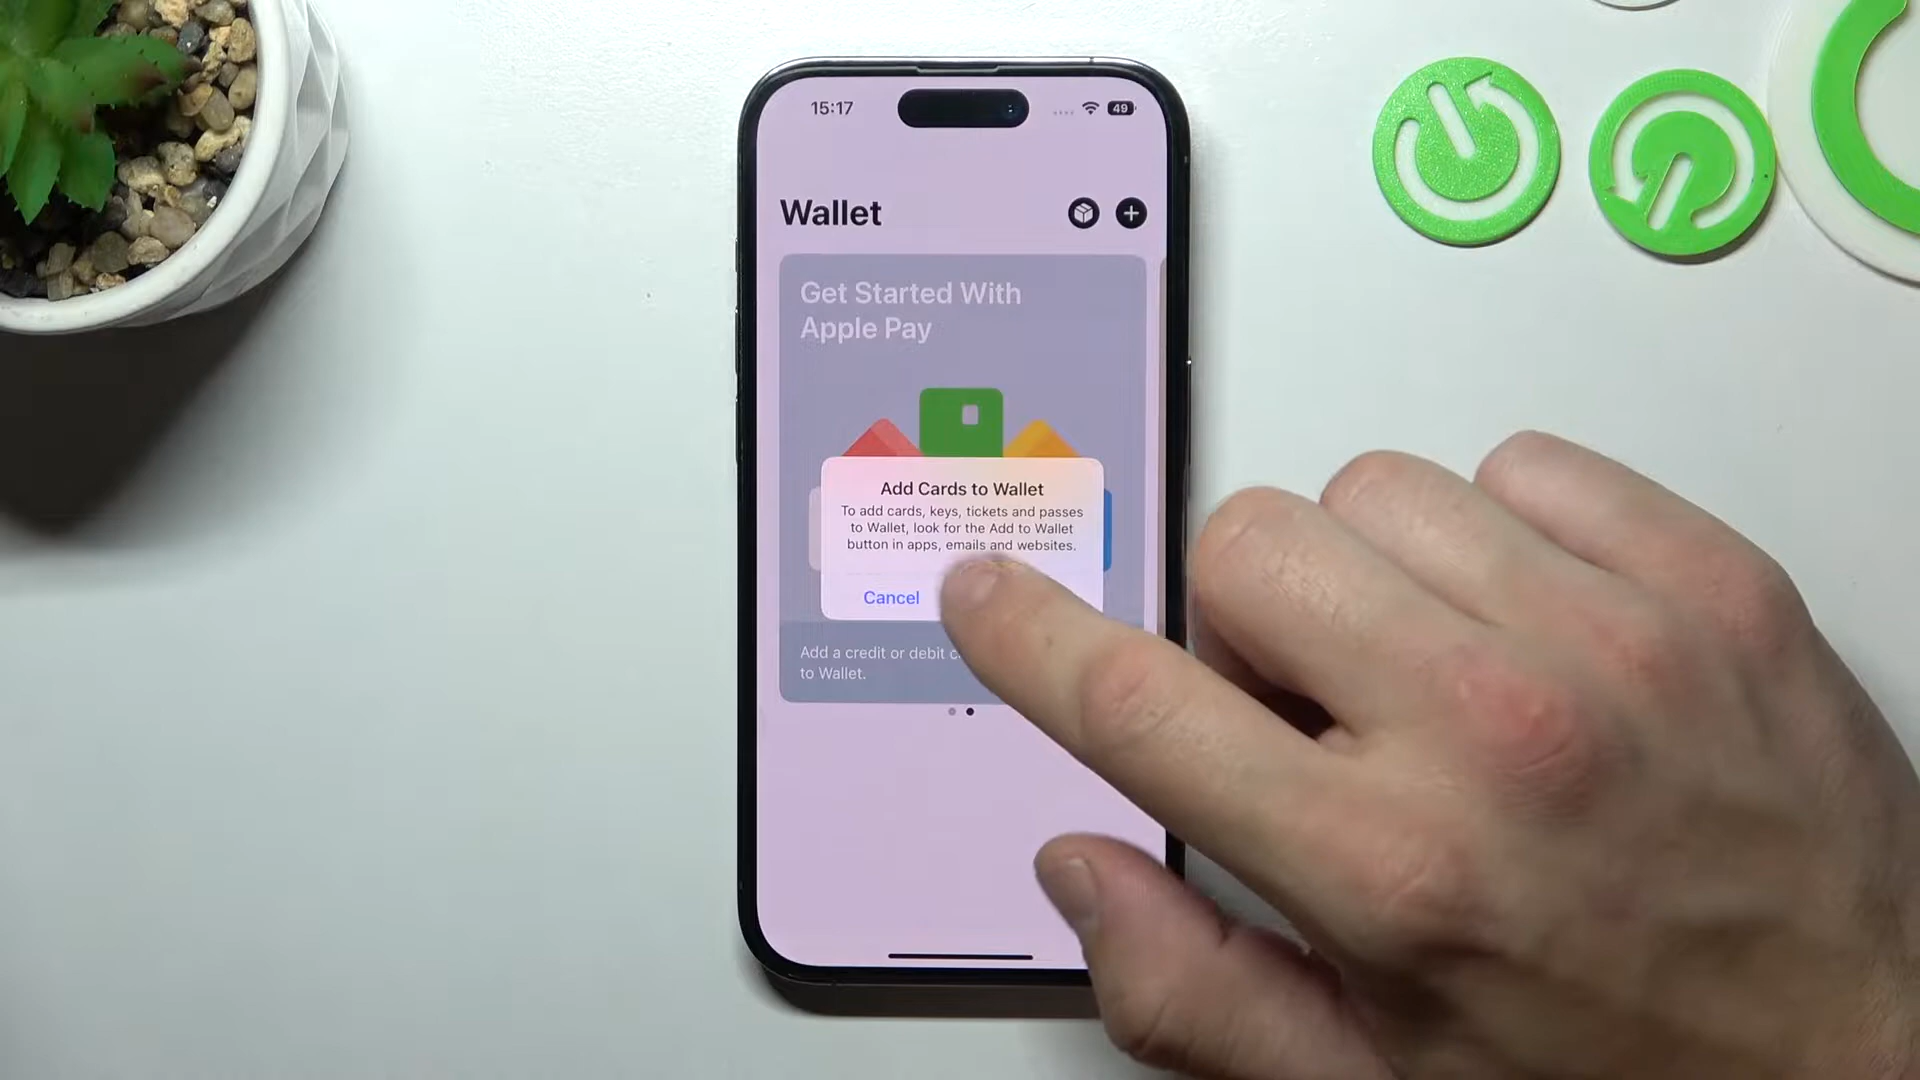 15:17
49
Wallet
Get Started With
Apple Pay
Add Cards to Wallet
To add cards, keys, tickets and passes
to Wallet, look for the Add to Wallet
button in apps, emails and websites.
Cancel
Add a credit or debit
to Wallet.